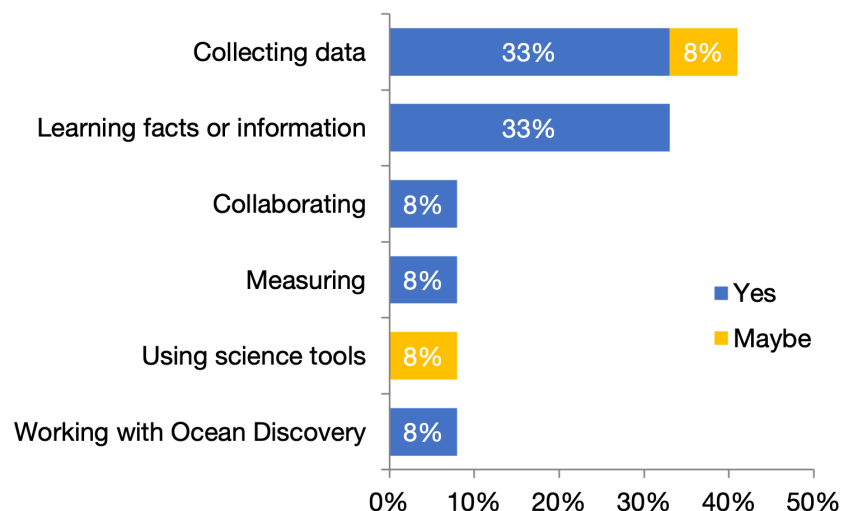 Collecting data 33% 8%
Learning facts or information 33%
Collaborating 8%
Measuring 8%
Yes
Using science tools 8%
Maybe
Working with Ocean Discovery 8%
0% 10% 20% 30% 40% 50%